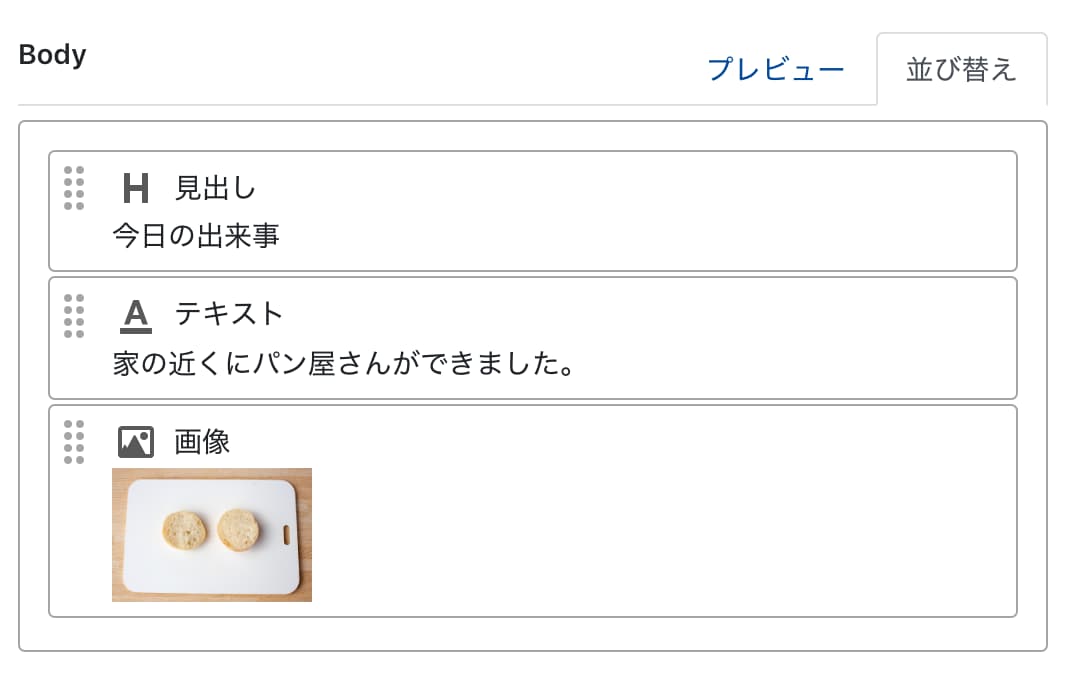 Body
プレビュー
並び替え
H 見出し
今日の出来事
A テキスト
家の近くにパン屋さんができました。
画像